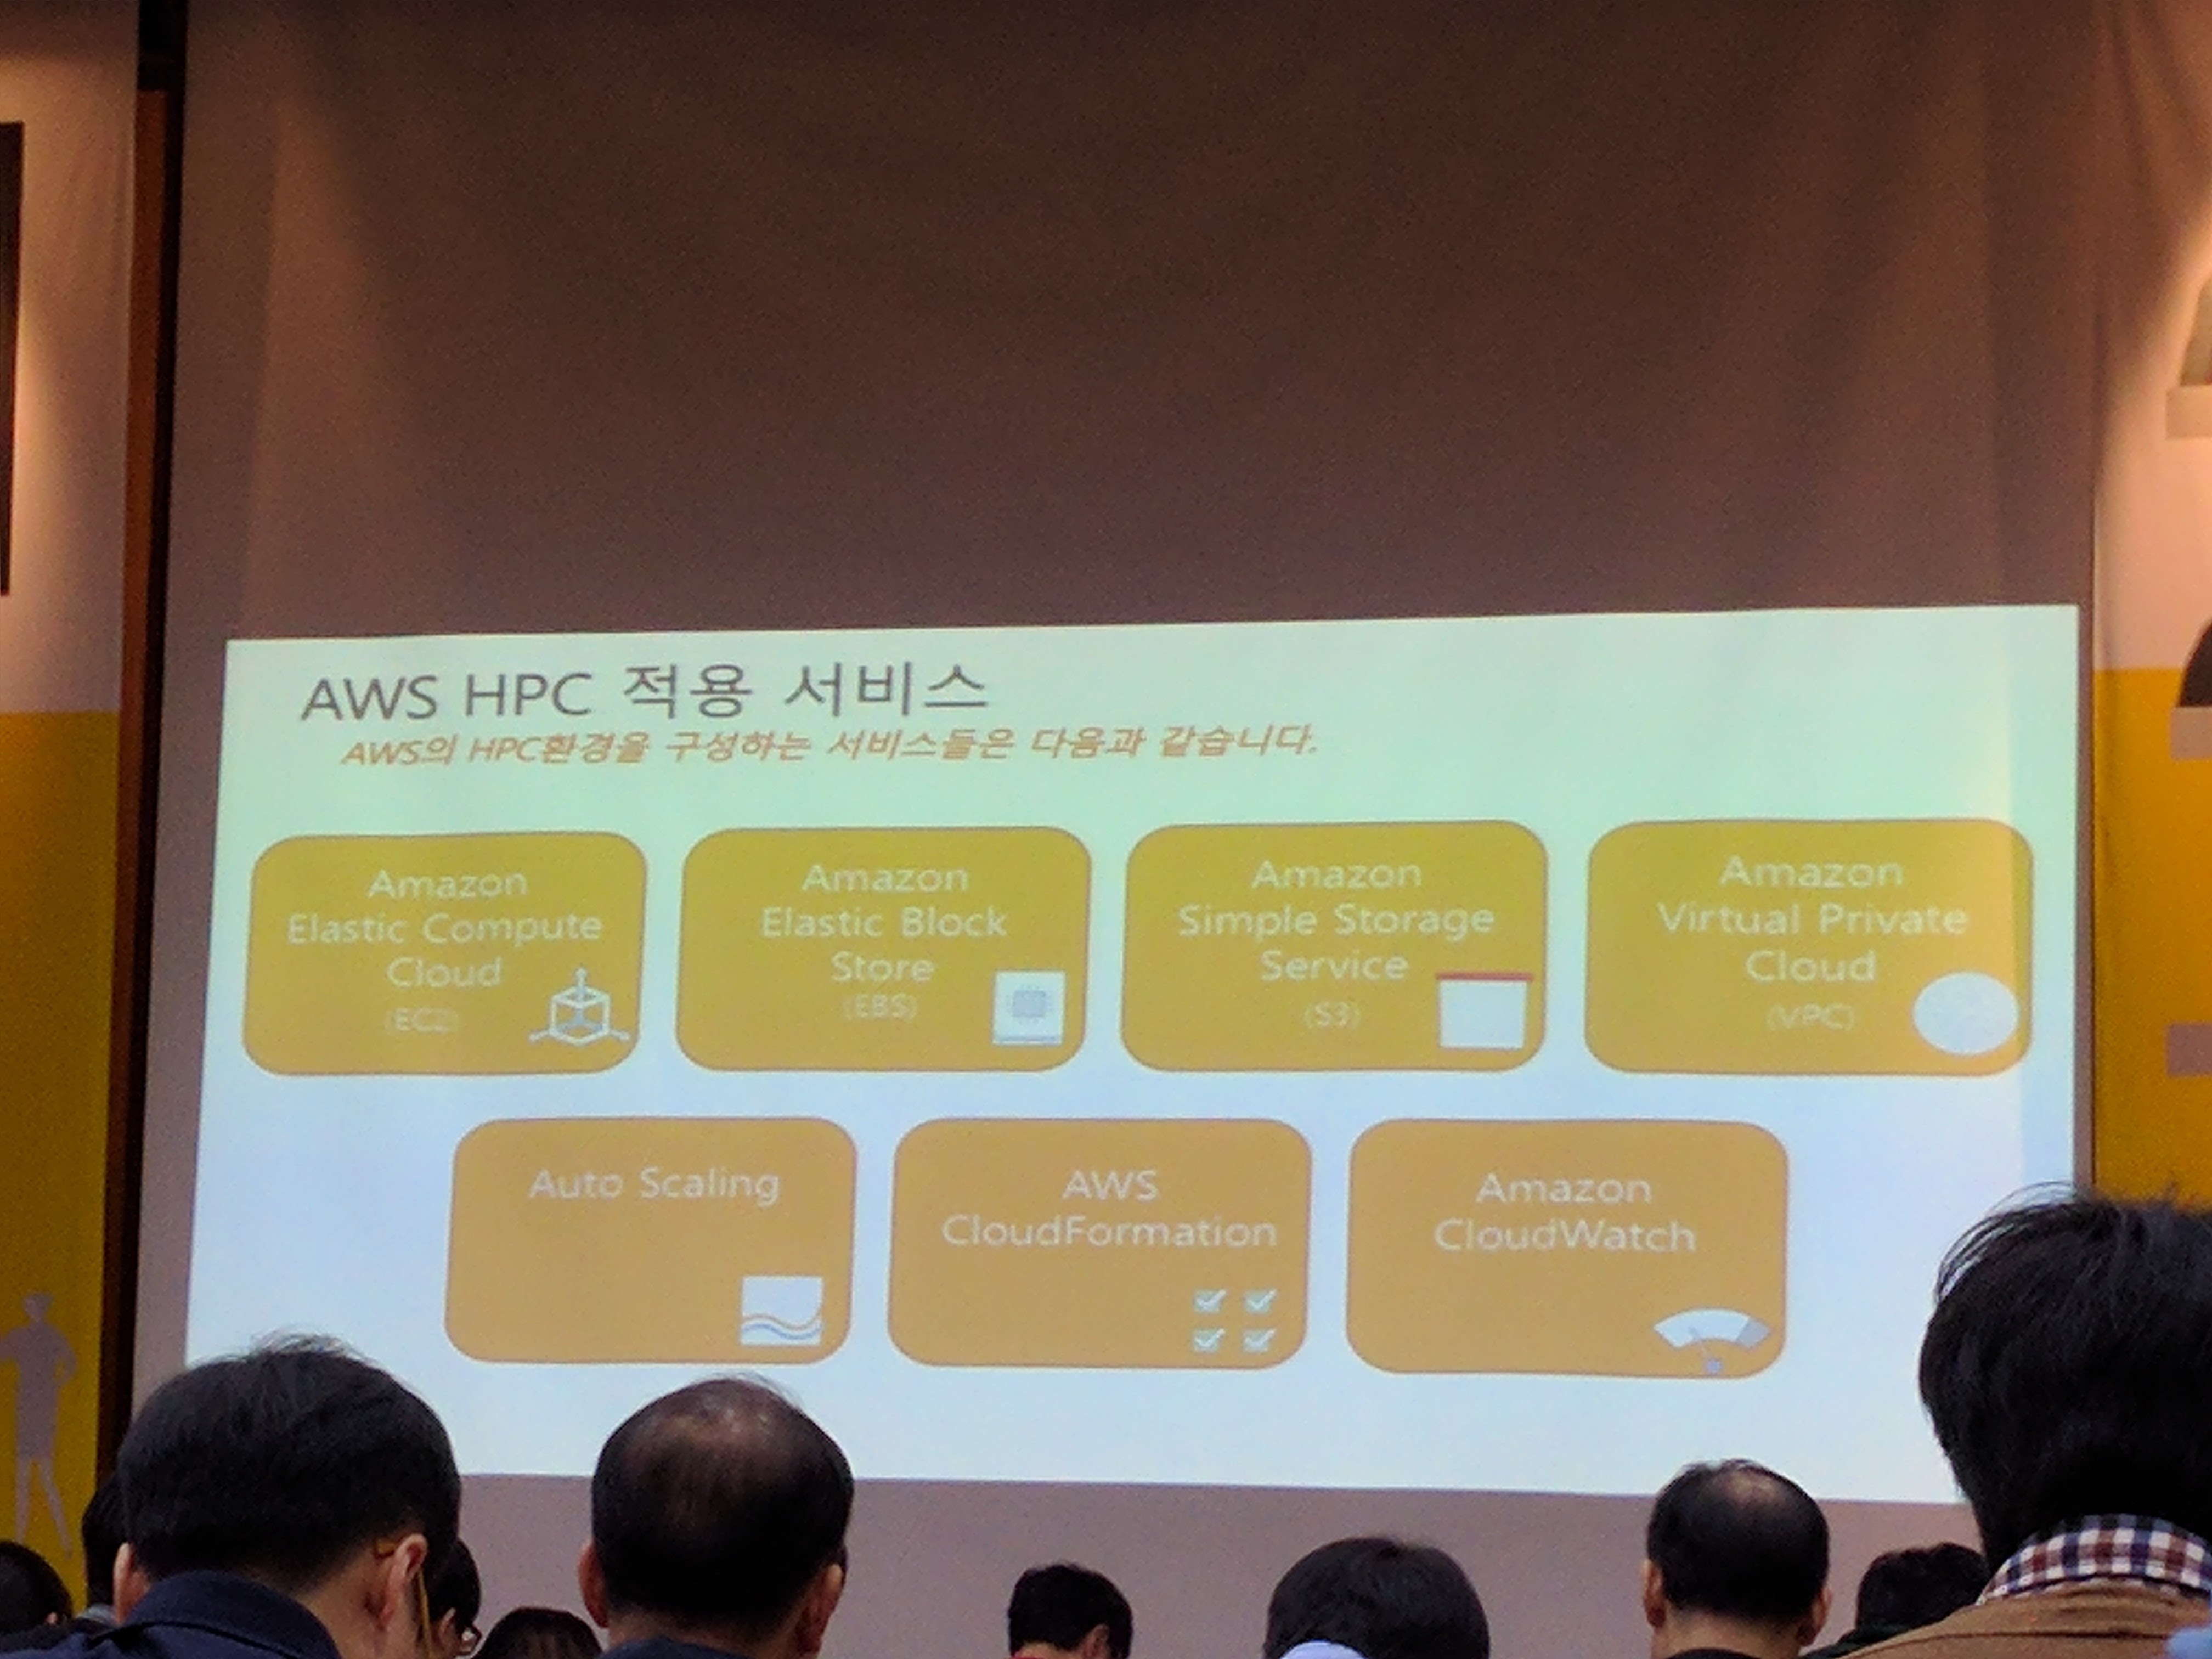 AWS HPC 적용 서비스
AWS의 HPC환경을 구성하는 서비스들은 다음과 같습니다.
Amazon
Elastic Compute
Cloud
(EC2)
Amazon
Elastic Block
Store
(EBS)
Amazon
Simple Storage
Service
(S3)
Amazon
Virtual Private
Cloud
(VPC)
Auto Scaling
AWS
CloudFormation
Amazon
CloudWatch